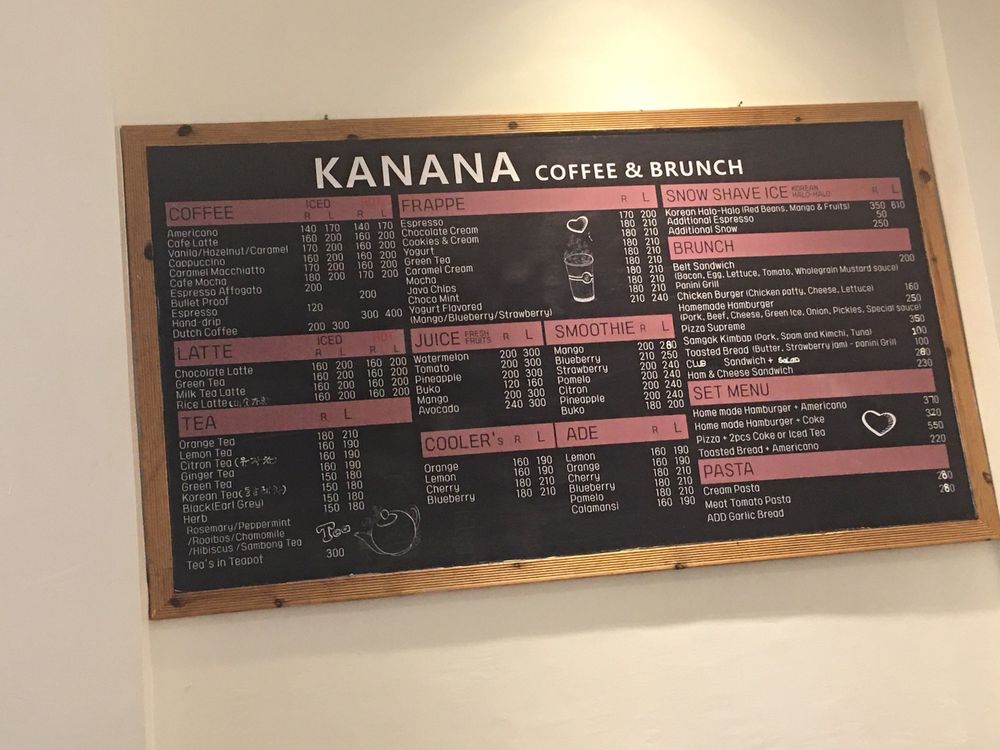 KANANA COFFEE & BRUNCH
COFFEE ICED HOT
R L R L
Americano 140 170 140 170
Cafe Latte 160 200 160 200
Vanila/Hazelnut/Caramel 170 200 160 200
Cappuccino 160 200 160 200
Caramel Macchiatto 170 200 160 200
Cafe Mocha 180 200 170 200
Espresso Affogato 200
Bullet Proof 200
Espresso 120
Hand-drip 300 400
Dutch Coffee 200 300
LATTE ICED HOT
R L R L
Chocolate Latte 160 200 160 200
Green Tea 160 200 160 200
Milk Tea Latte 160 200 160 200
Rice Latte 160 200 160 200
TEA R L
Orange Tea 180 210
Lemon Tea 160 190
Citron Tea 160 190
Ginger Tea 160 190
Green Tea 150 180
Korean Tea 150 180
Black(Earl Grey) 150 180
Herb 150 180
Rosemary/Peppermint
/Rooibos/Chamomile
/Hibiscus /Sambong Tea
Tea's in Teapot 300
Tea
FRAPPE R L
Espresso 170 200
Chocolate Cream 180 210
Cookies & Cream 180 210
Yogurt 180 210
Green Tea 180 210
Caramel Cream 180 210
Mocha 180 210
Java Chips 180 210
Choco Mint 180 210
Yogurt Flavored 210 240
(Mango/Blueberry/Strawberry)
JUICE FRESH FRUITS R L
Watermelon 200 300
Tomato 200 300
Pineapple 200 300
Buko 120 160
Mango 200 300
Avocado 240 300
SMOOTHIE R L
Mango 200 280
Blueberry 210 250
Strawberry 200 240
Pomelo 200 240
Citron 200 240
Pineapple 200 240
Buko 180 200
COOLER's R L
Orange 160 190
Lemon 160 190
Cherry 180 210
Blueberry 180 210
ADE R L
Lemon 160 190
Orange 160 190
Cherry 180 210
Blueberry 180 210
Pomelo 180 210
Calamansi 160 190
SNOW SHAVE ICE KOREAN HALO-HALO R L
Korean Halo-Halo (Red Beans, Mango & Fruits) 350 610
Additional Espresso 50
Additional Snow 250
BRUNCH
Belt Sandwich 200
(Bacon, Egg, Lettuce, Tomato, Wholegrain Mustard sauce)
Panini Grill
Chicken Burger (Chicken patty, Cheese, Lettuce) 160
Homemade Hamburger 250
(Pork, Beef, Cheese, Green Ice, Onion, Pickles, Special sauce)
Pizza Supreme 350
Samgak Kimbap (Pork, Spam and Kimchi, Tuna) 100
Toasted Bread (Butter, Strawberry jam) - panini Grill 100
CLUB Sandwich + Salad 280
Ham & Cheese Sandwich 230
SET MENU
Home made Hamburger + Americano 370
Home made Hamburger + Coke 320
Pizza + 2pcs Coke or Iced Tea 550
Toasted Bread + Americano 220
PASTA
Cream Pasta 280
Meat Tomato Pasta 280
ADD Garlic Bread